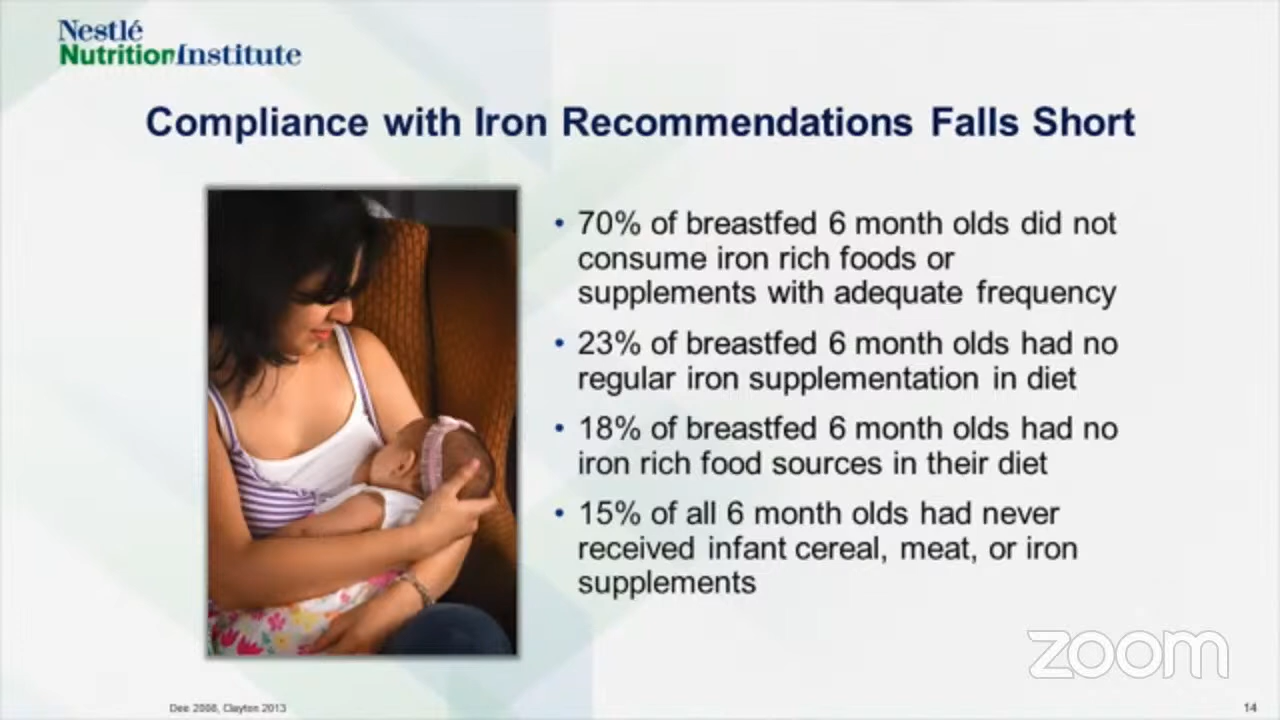 Nestlé
NutritionInstitute
Compliance with Iron Recommendations Falls Short
• 70% of breastfed 6 month olds did not
consume iron rich foods or
supplements with adequate frequency
• 23% of breastfed 6 month olds had no
regular iron supplementation in diet
• 18% of breastfed 6 month olds had no
iron rich food sources in their diet
• 15% of all 6 month olds had never
received infant cereal, meat, or iron
supplements
zoom
Dee 2008, Clayton 2013
14